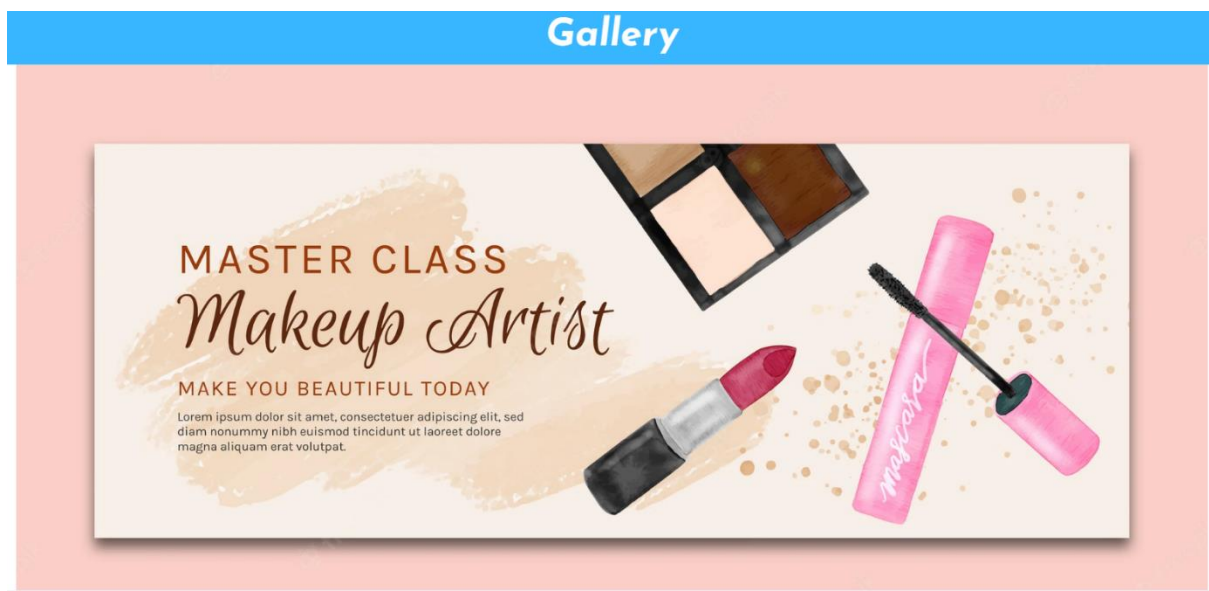 Gallery
MASTER CLASS
Makeup Artist
MAKE YOU BEAUTIFUL TODAY
Lorem ipsum dolor sit amet, consectetuer adipiscing elit, sed
diam nonummy nibh euismod tincidunt ut laoreet dolore
magna aliquam erat volutpat.
mascara